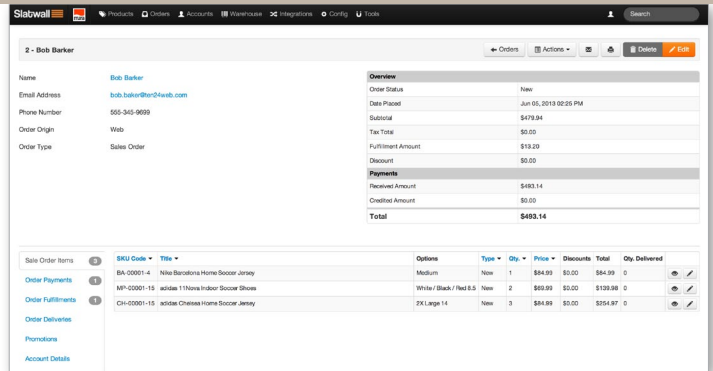 Slatwall mura Products Orders Accounts Warehouse Integrations Config Tools Search
2 - Bob Barker Orders Actions Delete Edit
Name Bob Barker
Email Address bob.baker@ten24web.com
Phone Number 555-345-9699
Order Origin Web
Order Type Sales Order
Overview
Order Status New
Date Placed Jun 05, 2013 02:26 PM
Subtotal $479.94
Tax Total $0.00
Fulfillment Amount $13.20
Discount $0.00
Payments
Received Amount $493.14
Credited Amount $0.00
Total $493.14
Sale Order Items 3
Order Payments 1
Order Fulfillments 1
Order Deliveries
Promotions
Account Details
SKU Code Title Options Type Qty. Price Discounts Total Qty. Delivered
BA-00001-4 Nike Barcelona Home Soccer Jersey Medium New 1 $84.99 $0.00 $84.99 0
MP-00001-15 adidas 11Nova Indoor Soccer Shoes White / Black / Red 8.5 New 2 $69.99 $0.00 $139.98 0
CH-00001-15 adidas Chelsea Home Soccer Jersey 2X Large 14 New 3 $84.99 $0.00 $254.97 0